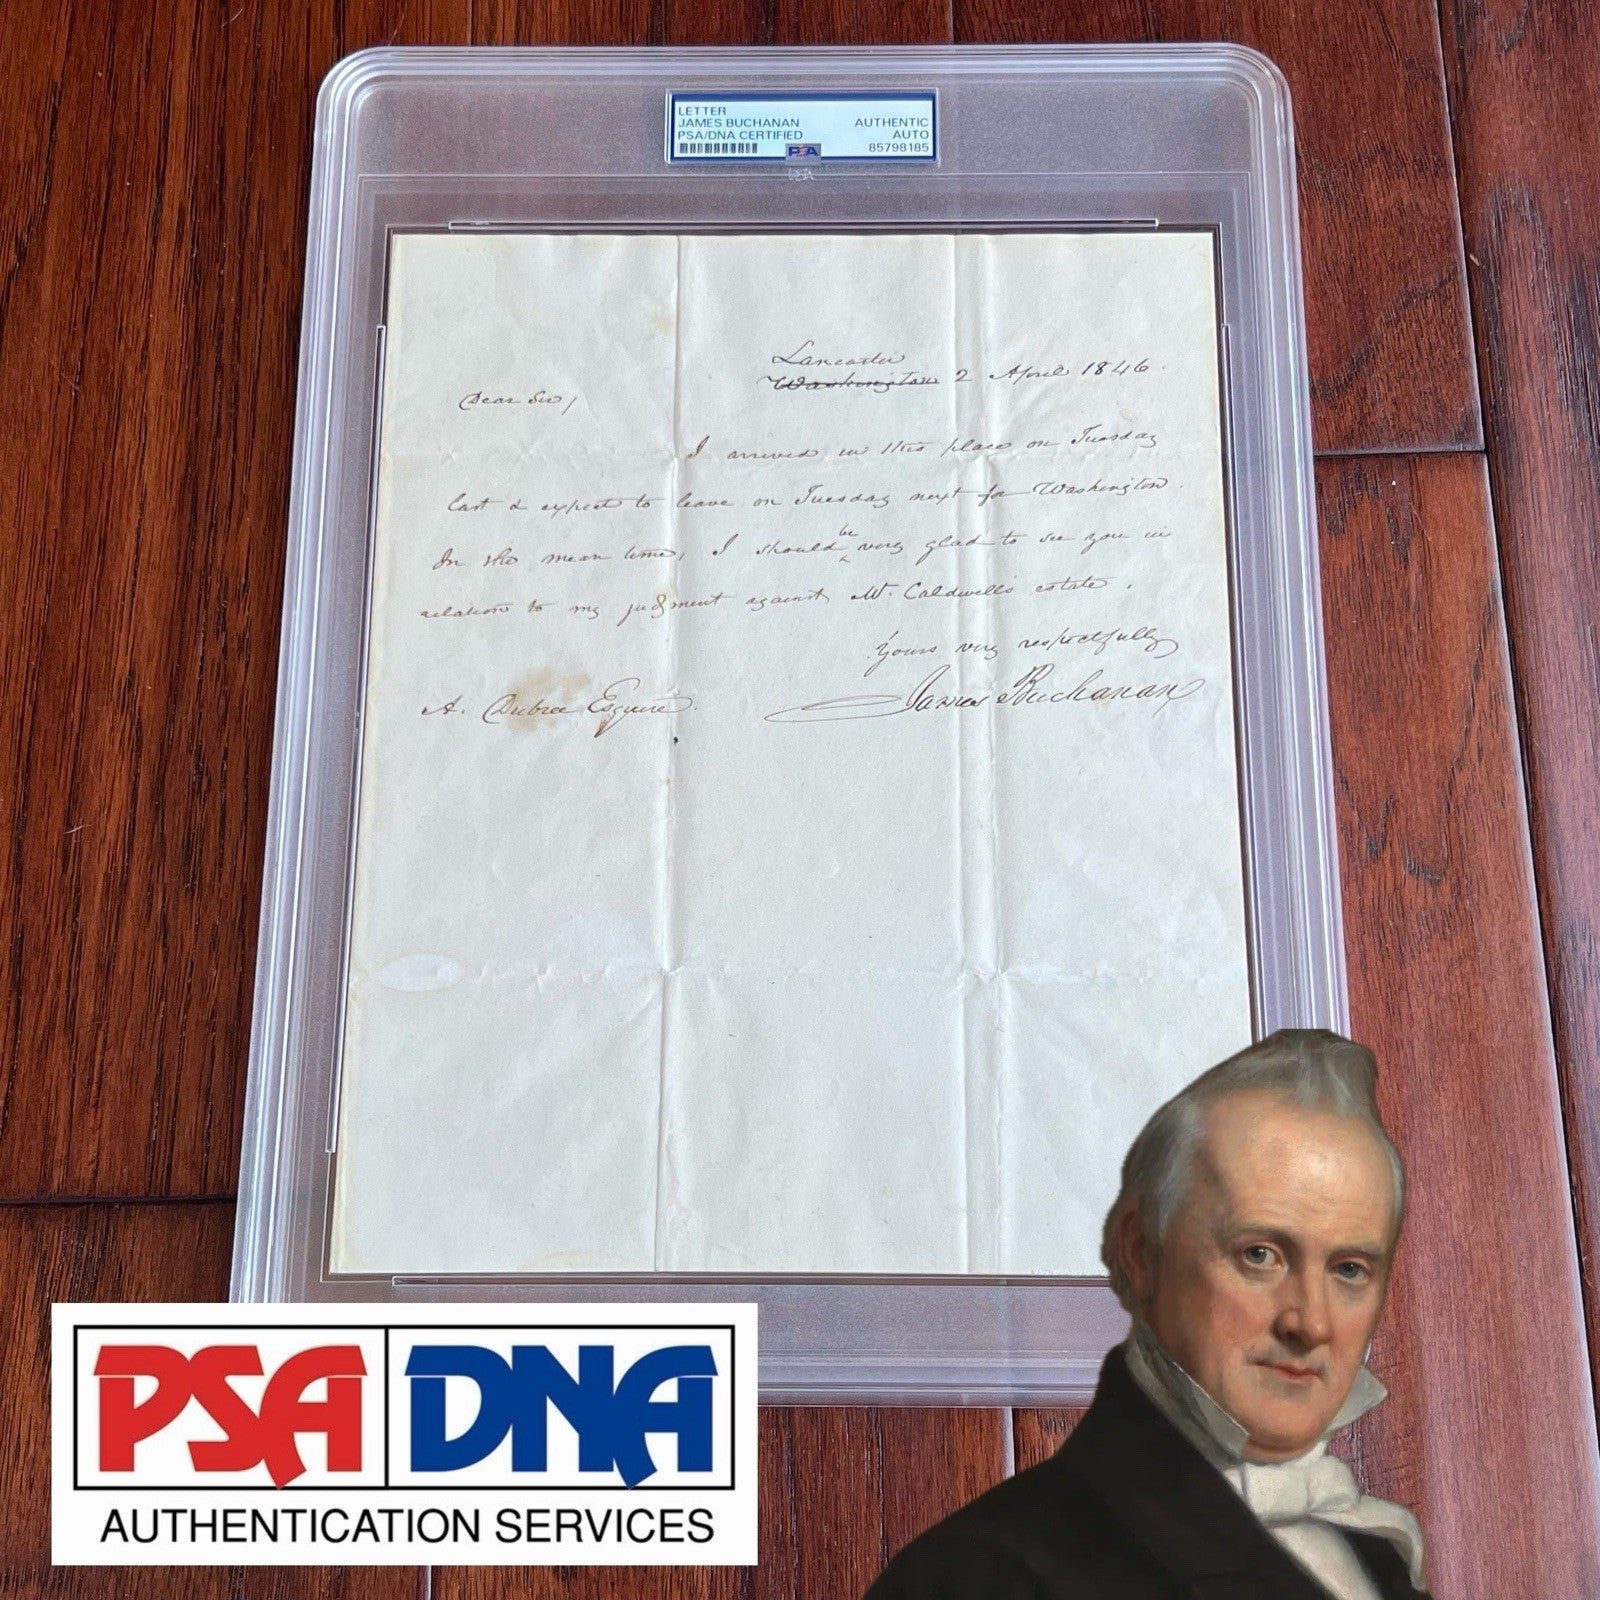 LETTER
JAMES BUCHANAN AUTHENTIC
PSA/DNA CERTIFIED AUTO
PSA 85798185
PSA
Lancaster
Washington 2 April 1846.
Dear Sir,
I arrived in this place on Tuesday
last & expect to leave on Tuesday next for Washington.
be
In the mean time, I should ^ very glad to see you in
relation to my judgment against Mr. Caldwell's estate.
Yours very respectfully
James Buchanan
A. Dubree Esquire.
PSA DNA
AUTHENTICATION SERVICES